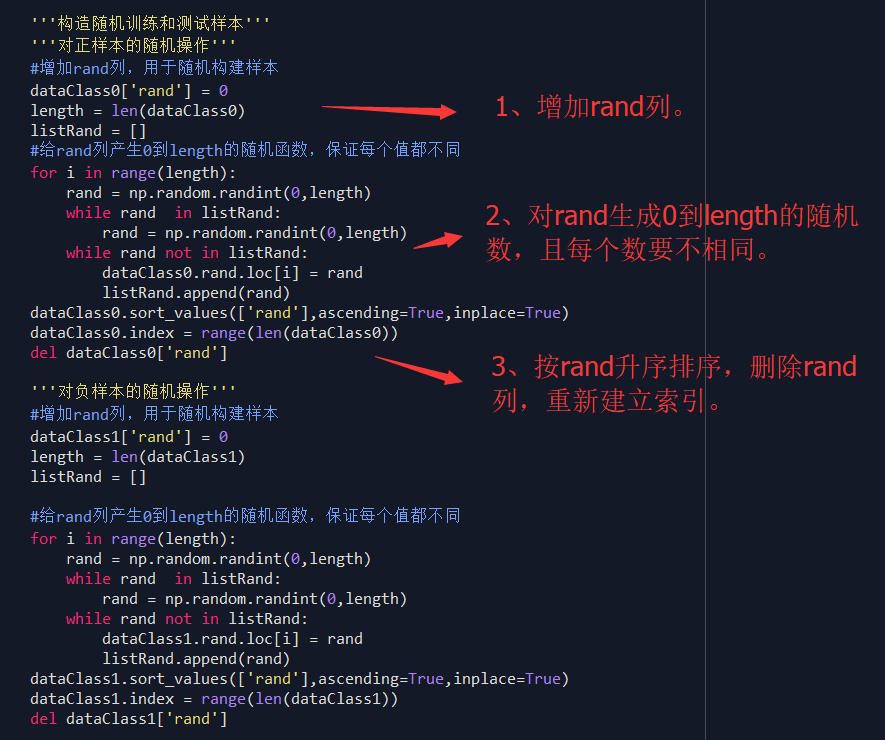 '''构造随机训练和测试样本'''
'''对正样本的随机操作'''
#增加rand列，用于随机构建样本
dataClass0['rand'] = 0
length = len(dataClass0)
listRand = []
#给rand列产生0到length的随机函数，保证每个值都不同
for i in range(length):
    rand = np.random.randint(0,length)
    while rand  in listRand:
        rand = np.random.randint(0,length)
    while rand not in listRand:
        dataClass0.rand.loc[i] = rand
        listRand.append(rand)
dataClass0.sort_values(['rand'],ascending=True,inplace=True)
dataClass0.index = range(len(dataClass0))
del dataClass0['rand']
1、增加rand列。
2、对rand生成0到length的随机
数，且每个数要不相同。
3、按rand升序排序，删除rand
列，重新建立索引。
'''对负样本的随机操作'''
#增加rand列，用于随机构建样本
dataClass1['rand'] = 0
length = len(dataClass1)
listRand = []
#给rand列产生0到length的随机函数，保证每个值都不同
for i in range(length):
    rand = np.random.randint(0,length)
    while rand  in listRand:
        rand = np.random.randint(0,length)
    while rand not in listRand:
        dataClass1.rand.loc[i] = rand
        listRand.append(rand)
dataClass1.sort_values(['rand'],ascending=True,inplace=True)
dataClass1.index = range(len(dataClass1))
del dataClass1['rand']